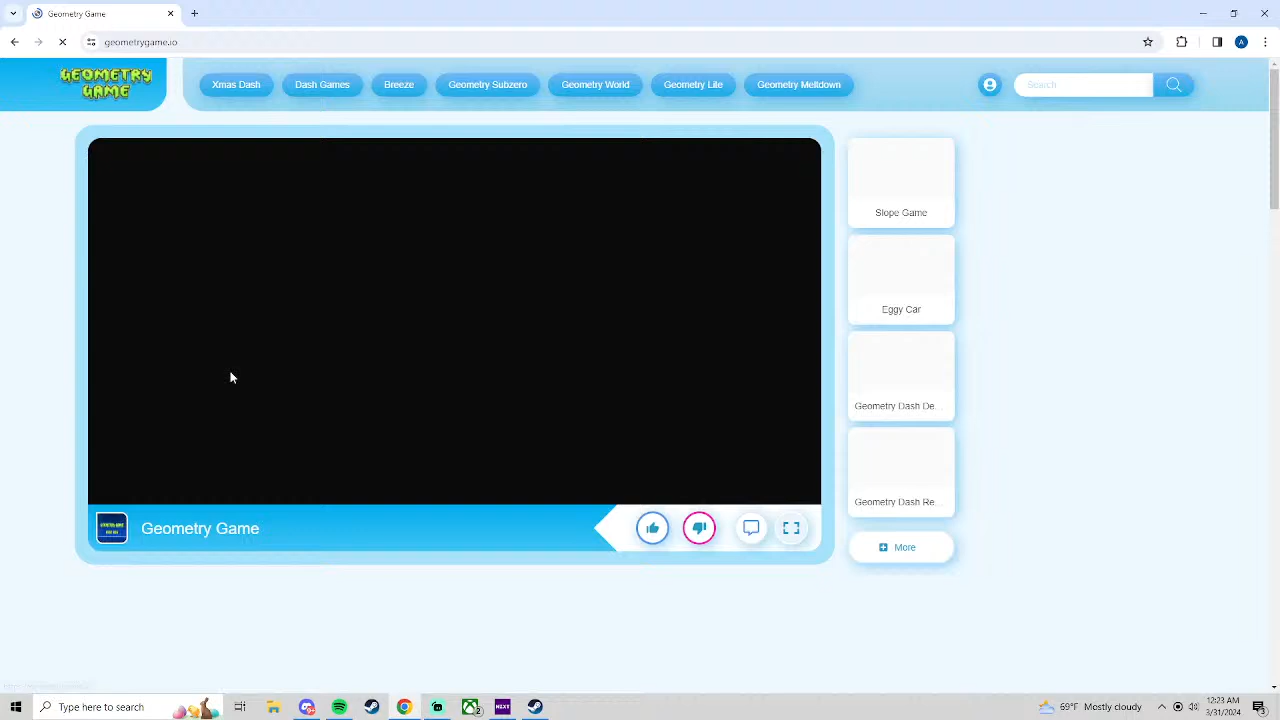 Geometry Game
geometrygame.io
GEOMETRY
GAME
Xmas Dash
Dash Games
Breeze
Geometry Subzero
Geometry World
Geometry Lite
Geometry Meltdown
Search
Slope Game
Eggy Car
Geometry Dash De...
Geometry Dash Re...
More
Geometry Game
Type here to search
69°F Mostly cloudy
12:23 AM
3/31/2024